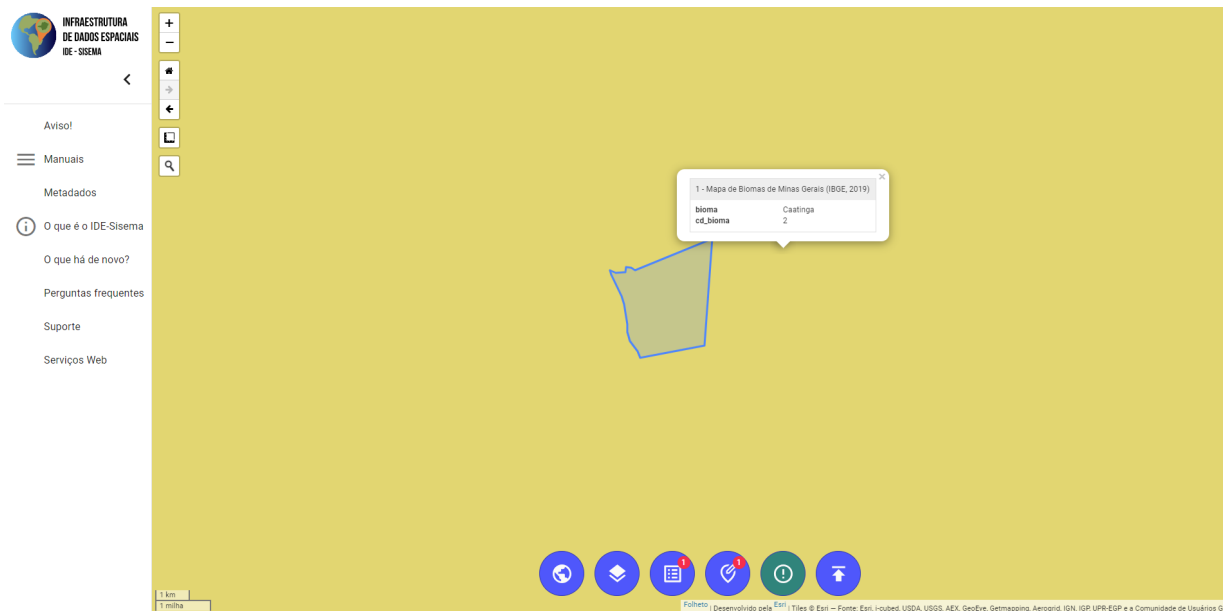 INFRAESTRUTURA
DE DADOS ESPACIAIS
IDE - SISEMA
Aviso!
Manuais
Metadados
O que é o IDE-Sisema
O que há de novo?
Perguntas frequentes
Suporte
Serviços Web
+
−
1 - Mapa de Biomas de Minas Gerais (IBGE, 2019)
×
bioma Caatinga
cd_bioma 2
1
1
1 km
1 milha
Folheto | Desenvolvido pela Esri | Tiles © Esri — Fonte: Esri, i-cubed, USDA, USGS, AEX, GeoEye, Getmapping, Aerogrid, IGN, IGP, UPR-EGP e a Comunidade de Usuários G